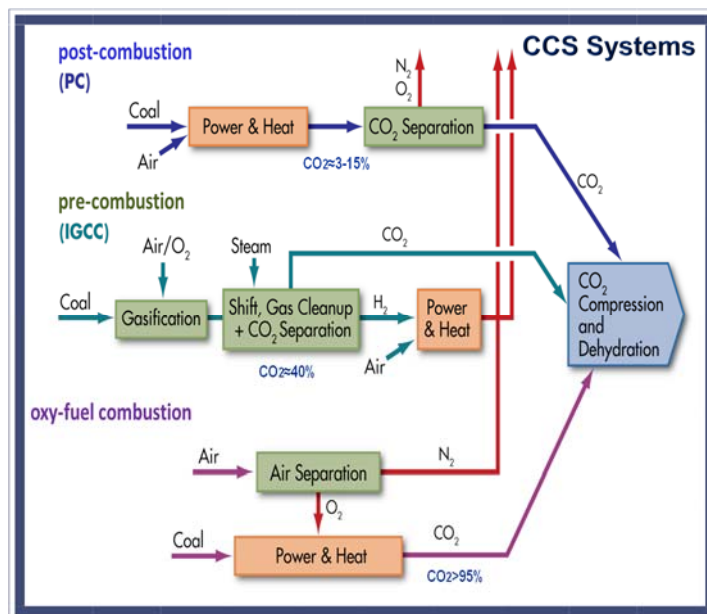 CCS Systems
post-combustion
(PC)
N₂
O₂
Coal
Air
Power & Heat
CO₂ Separation
CO₂≈3-15%
CO₂
pre-combustion
(IGCC)
Air/O₂
Steam
CO₂
Coal
Gasification
Shift, Gas Cleanup
+ CO₂ Separation
H₂
Air
Power
& Heat
CO₂≈40%
CO₂
Compression
and
Dehydration
oxy-fuel combustion
Air
Air Separation
N₂
O₂
Coal
Power & Heat
CO₂
CO₂>95%